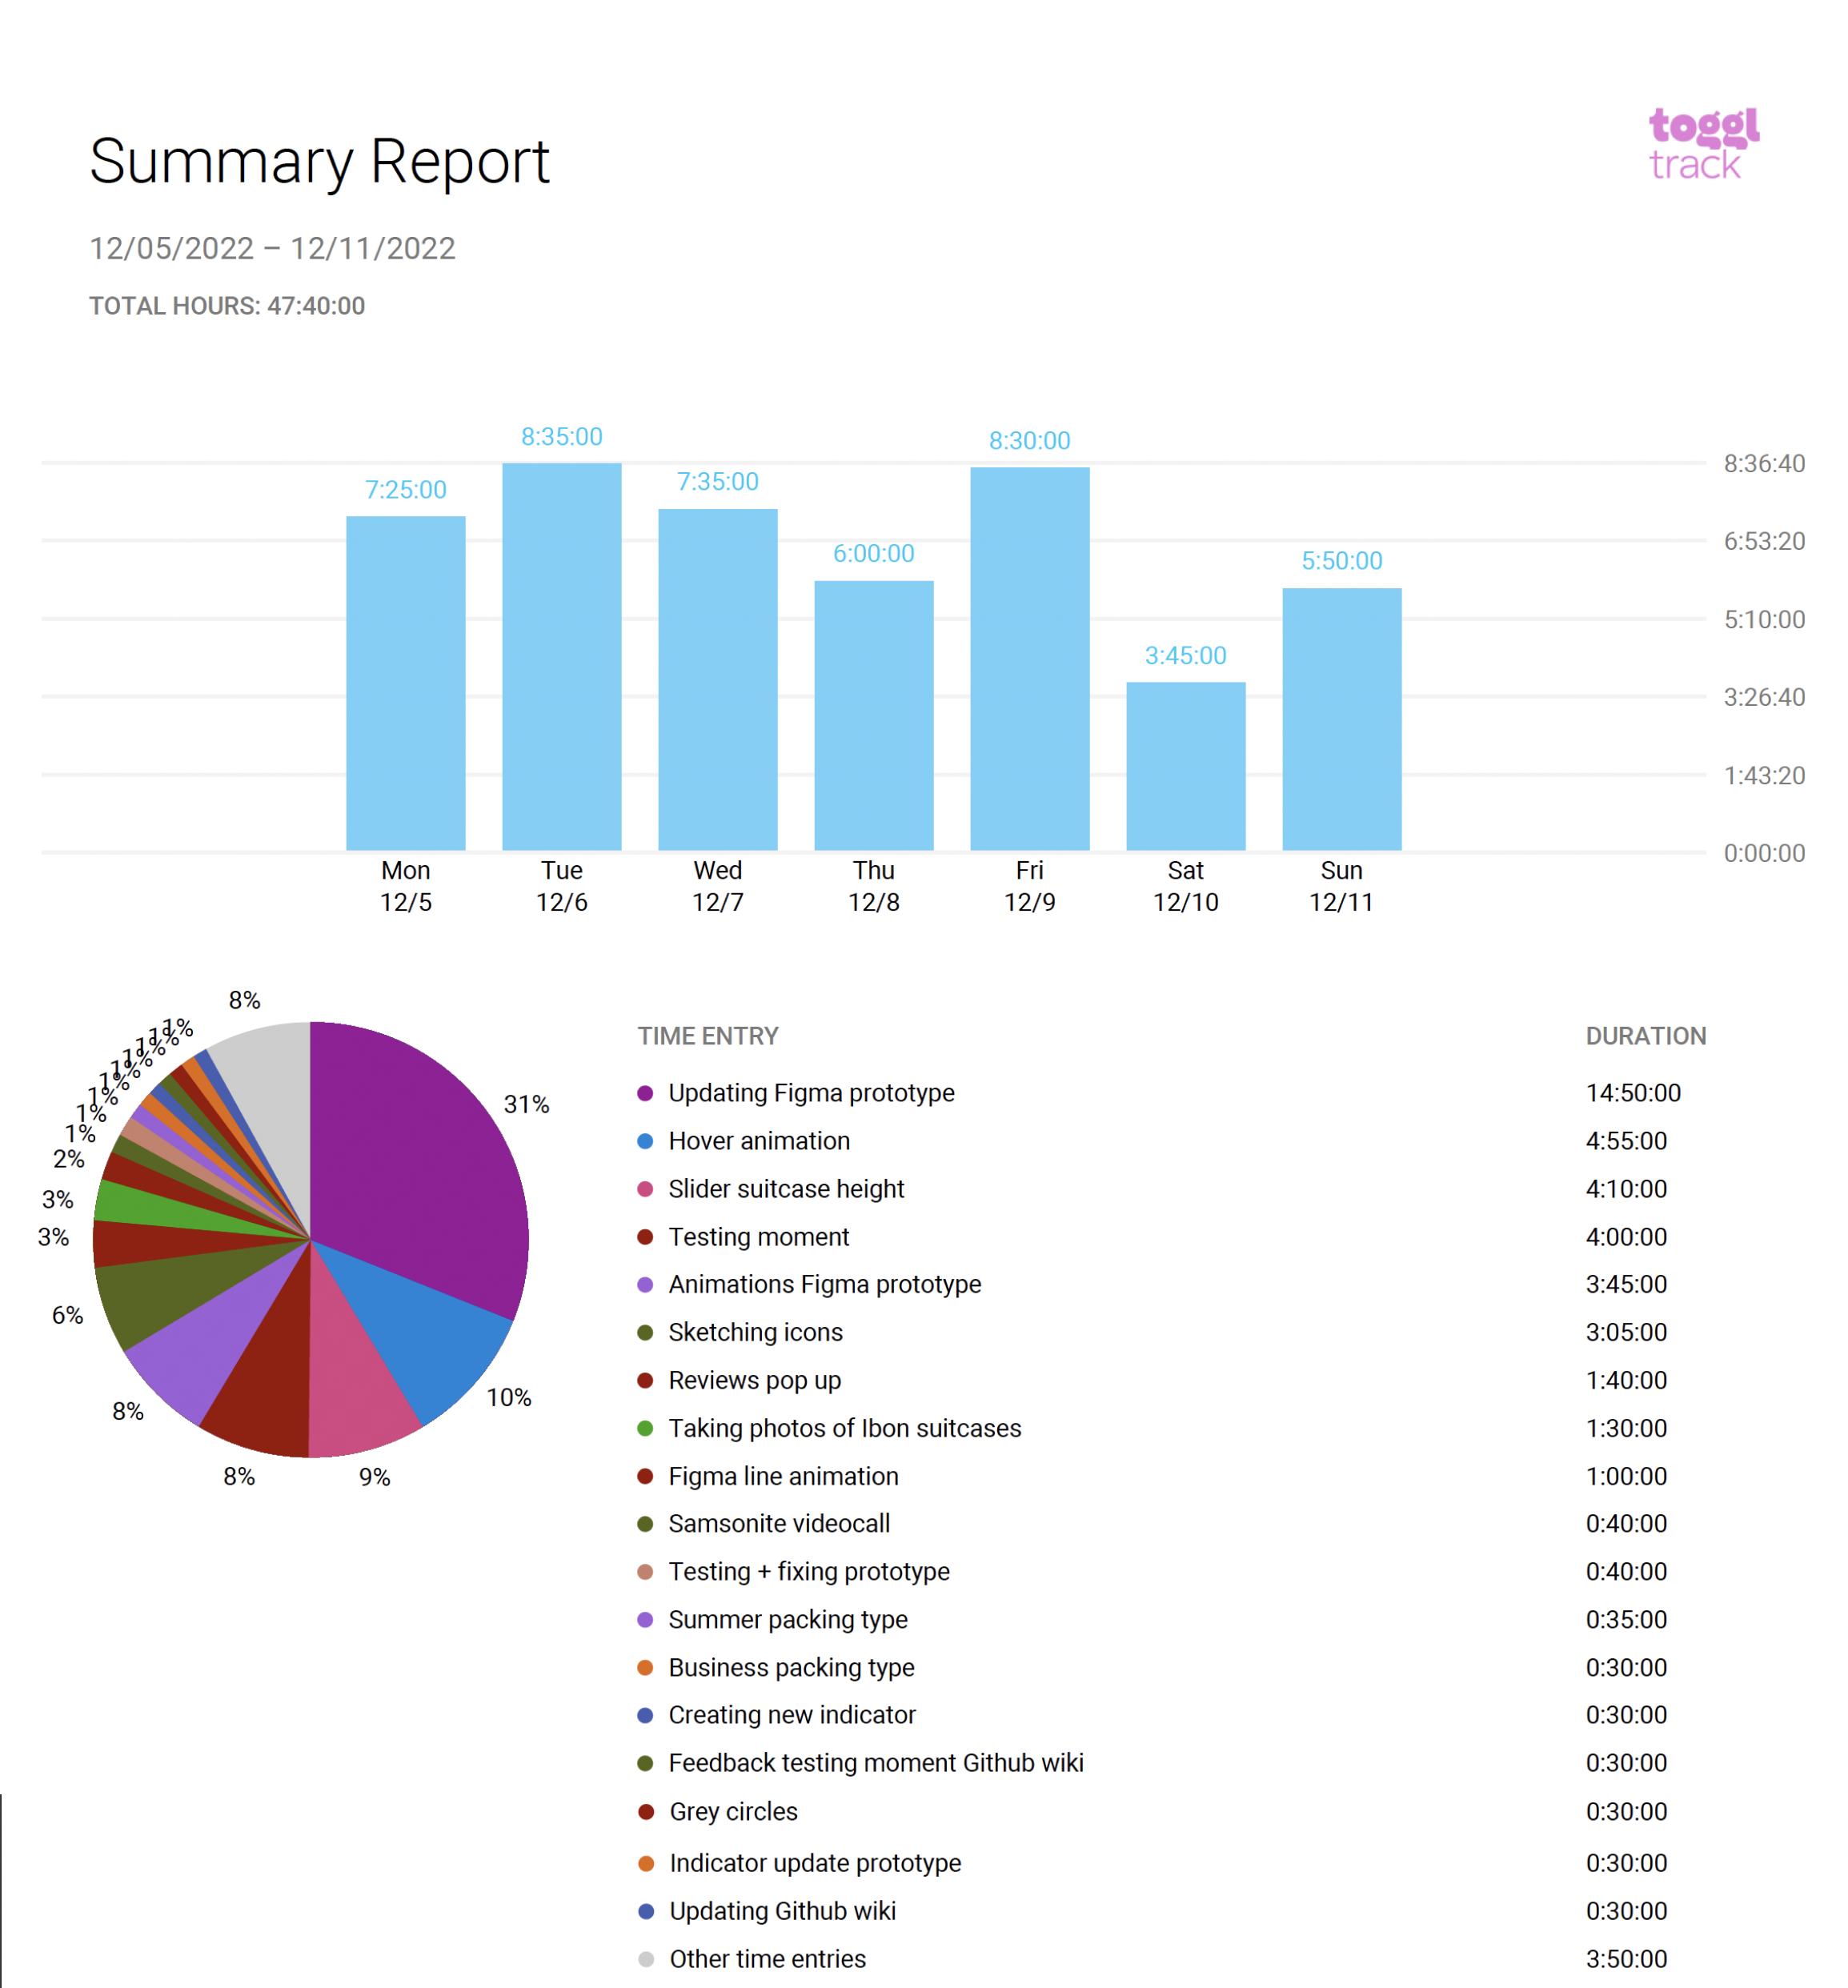 toggl
track
Summary Report
12/05/2022 – 12/11/2022
TOTAL HOURS: 47:40:00
8:35:00
8:30:00
7:25:00
7:35:00
6:00:00
5:50:00
3:45:00
8:36:40
6:53:20
5:10:00
3:26:40
1:43:20
0:00:00
Mon Tue Wed Thu Fri Sat Sun
12/5 12/6 12/7 12/8 12/9 12/10 12/11
8%
1%
1%
1%
1%
1%
1%
1%
1%
1%
2%
3%
3%
6%
8%
8%
9%
10%
31%
TIME ENTRY DURATION
Updating Figma prototype 14:50:00
Hover animation 4:55:00
Slider suitcase height 4:10:00
Testing moment 4:00:00
Animations Figma prototype 3:45:00
Sketching icons 3:05:00
Reviews pop up 1:40:00
Taking photos of Ibon suitcases 1:30:00
Figma line animation 1:00:00
Samsonite videocall 0:40:00
Testing + fixing prototype 0:40:00
Summer packing type 0:35:00
Business packing type 0:30:00
Creating new indicator 0:30:00
Feedback testing moment Github wiki 0:30:00
Grey circles 0:30:00
Indicator update prototype 0:30:00
Updating Github wiki 0:30:00
Other time entries 3:50:00